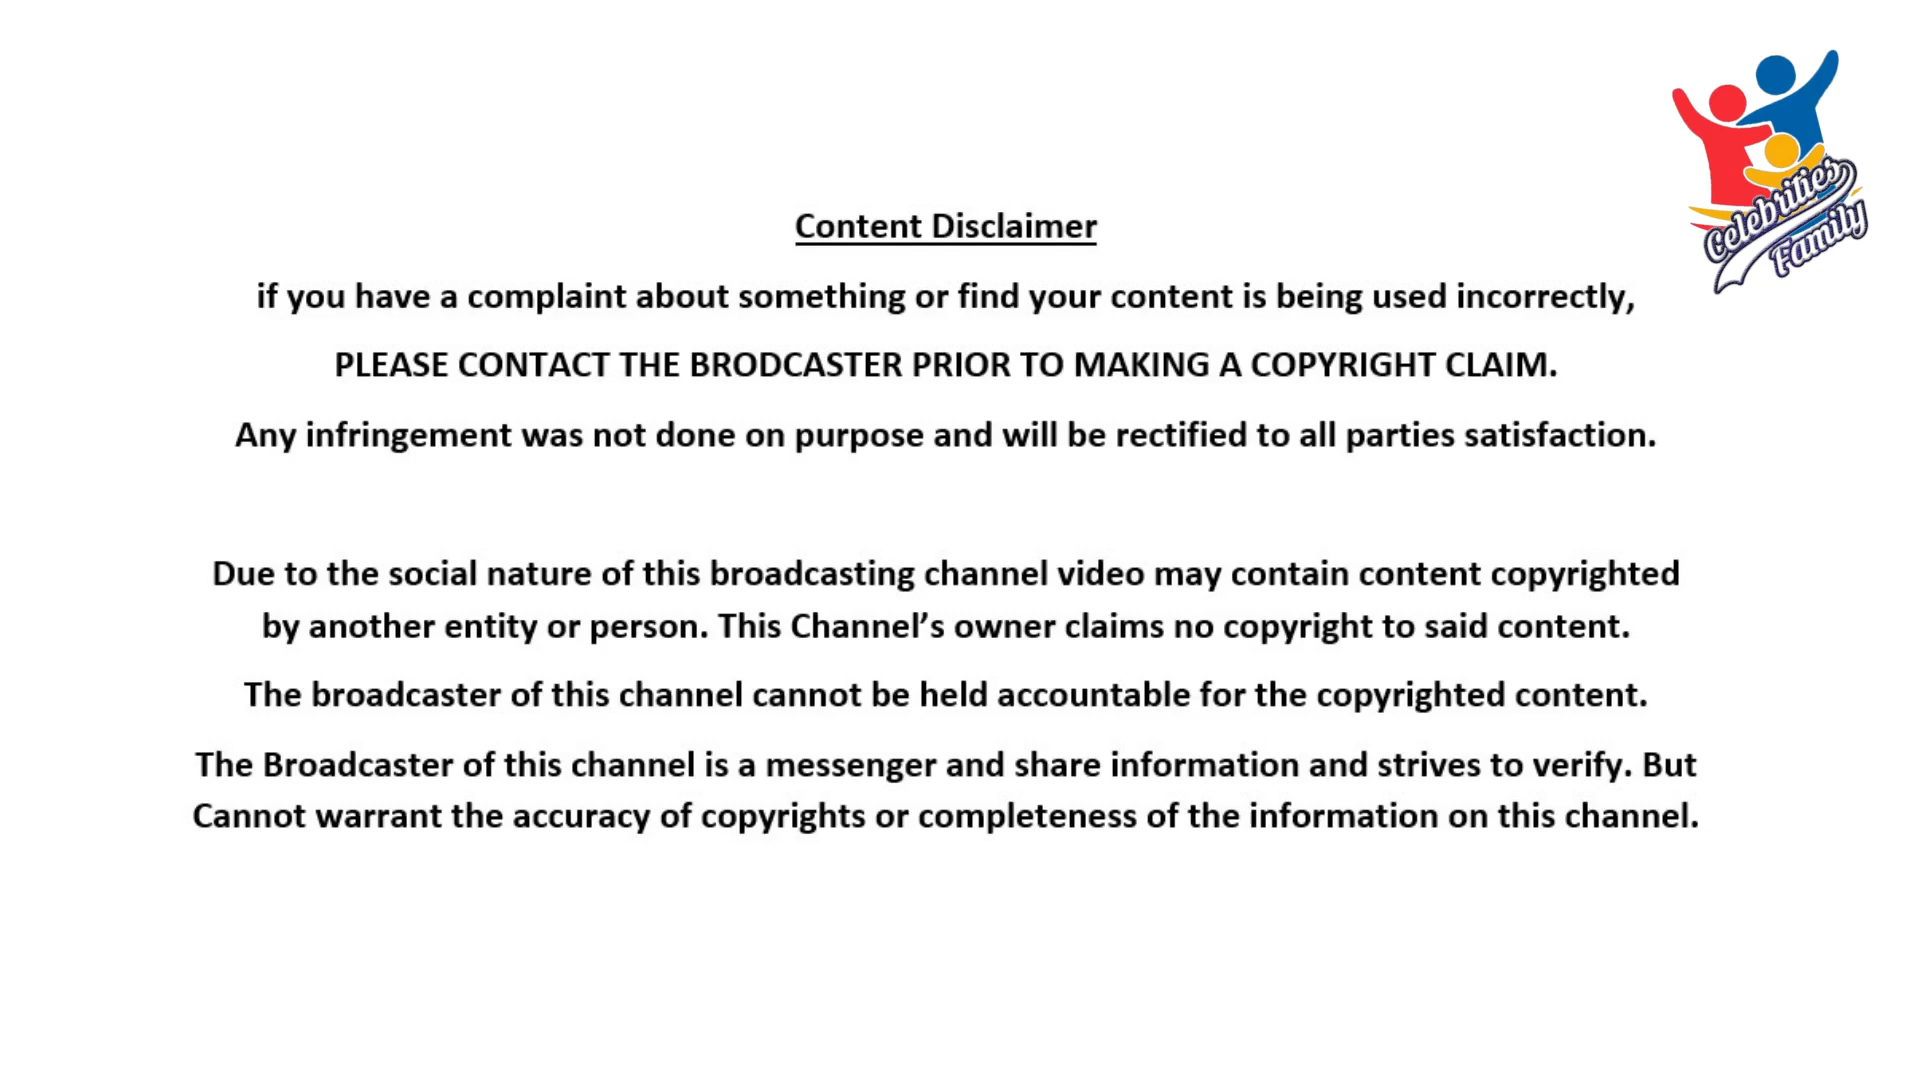 Celebrities
Family
Content Disclaimer
if you have a complaint about something or find your content is being used incorrectly,
PLEASE CONTACT THE BRODCASTER PRIOR TO MAKING A COPYRIGHT CLAIM.
Any infringement was not done on purpose and will be rectified to all parties satisfaction.
Due to the social nature of this broadcasting channel video may contain content copyrighted
by another entity or person. This Channel’s owner claims no copyright to said content.
The broadcaster of this channel cannot be held accountable for the copyrighted content.
The Broadcaster of this channel is a messenger and share information and strives to verify. But
Cannot warrant the accuracy of copyrights or completeness of the information on this channel.